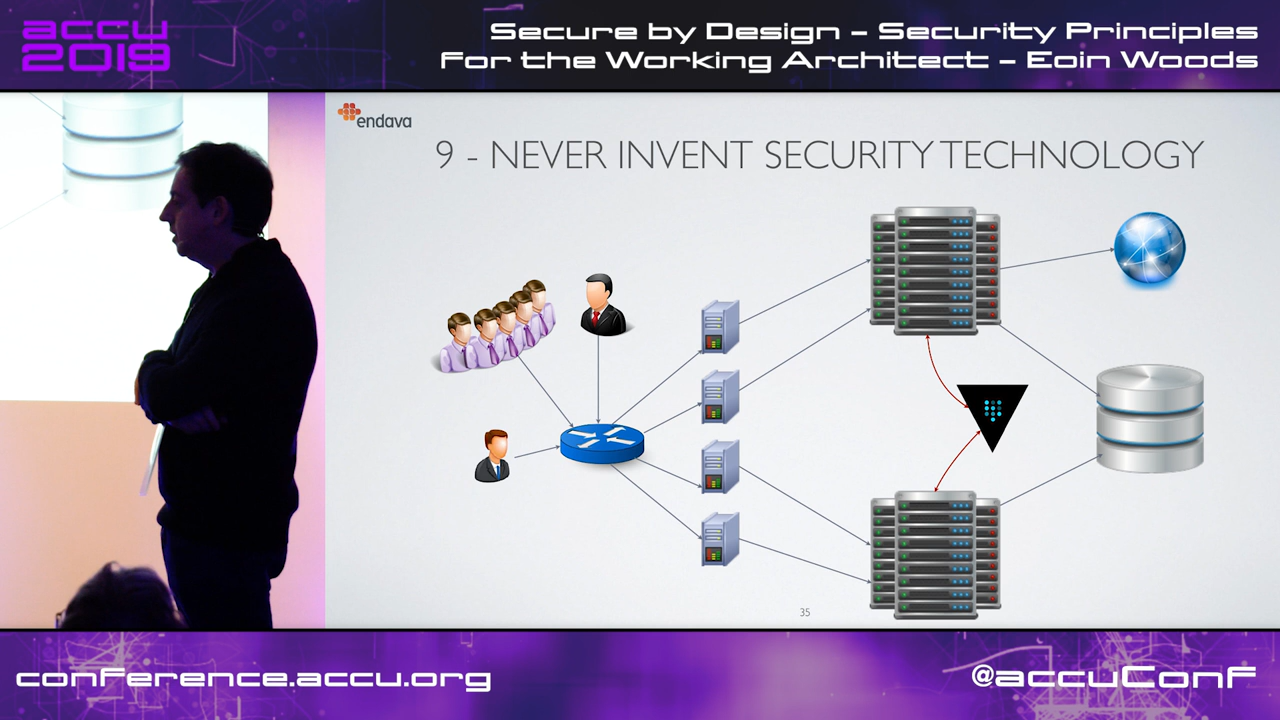 accu
2019
Secure by Design – Security Principles
for the Working Architect – Eoin Woods
endava
9 - NEVER INVENT SECURITY TECHNOLOGY
35
conference.accu.org
@accuConf